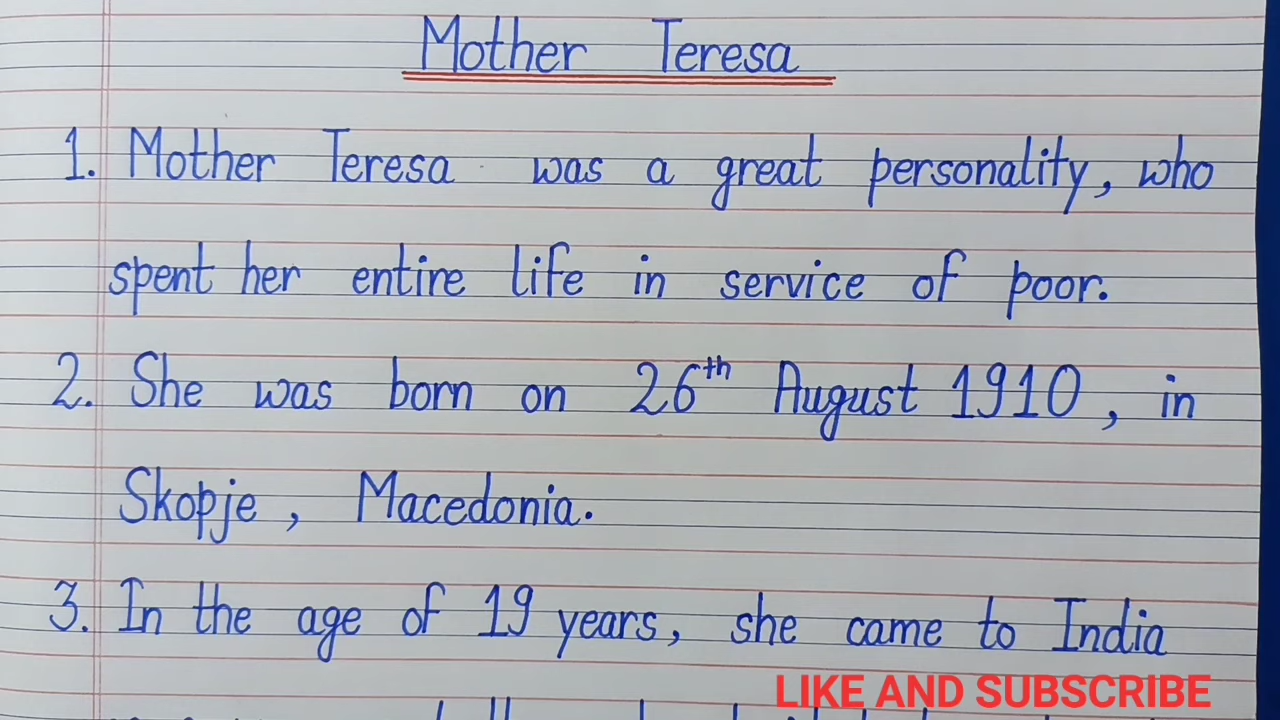 Mother Teresa
1. Mother Teresa was a great personality, who
spent her entire life in service of poor.
2. She was born on 26th August 1910, in
Skopje, Macedonia.
3. In the age of 19 years, she came to India
LIKE AND SUBSCRIBE